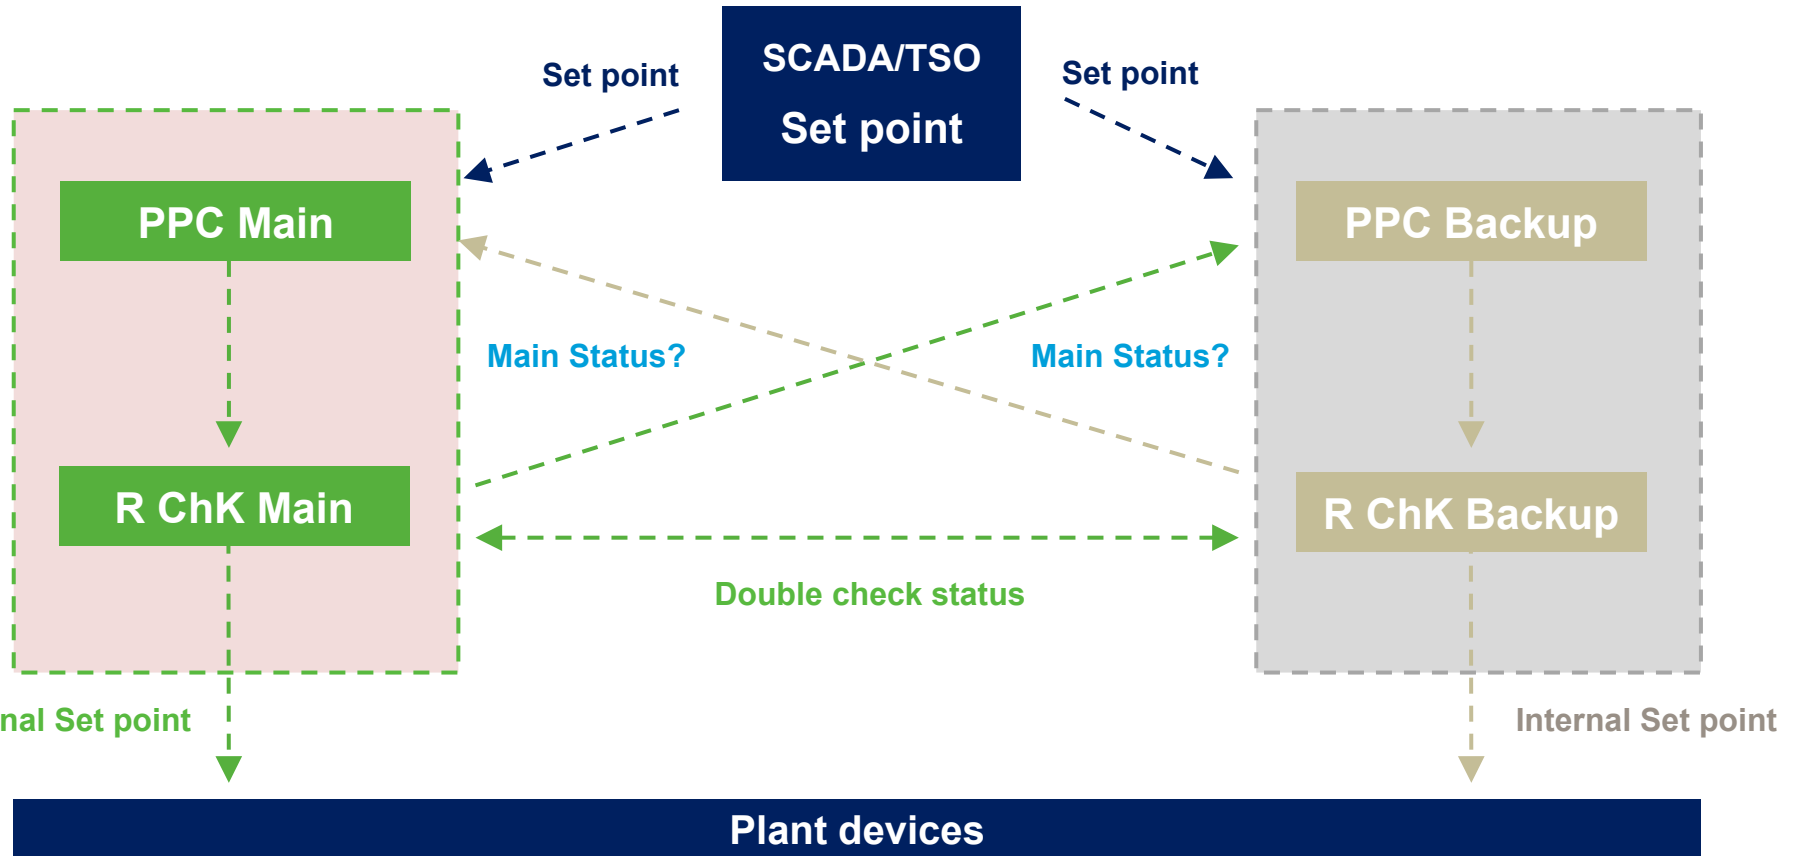 SCADA/TSO
Set point
Set point
Set point
PPC Main
PPC Backup
Main Status?
Main Status?
R ChK Main
R ChK Backup
Double check status
nal Set point
Internal Set point
Plant devices